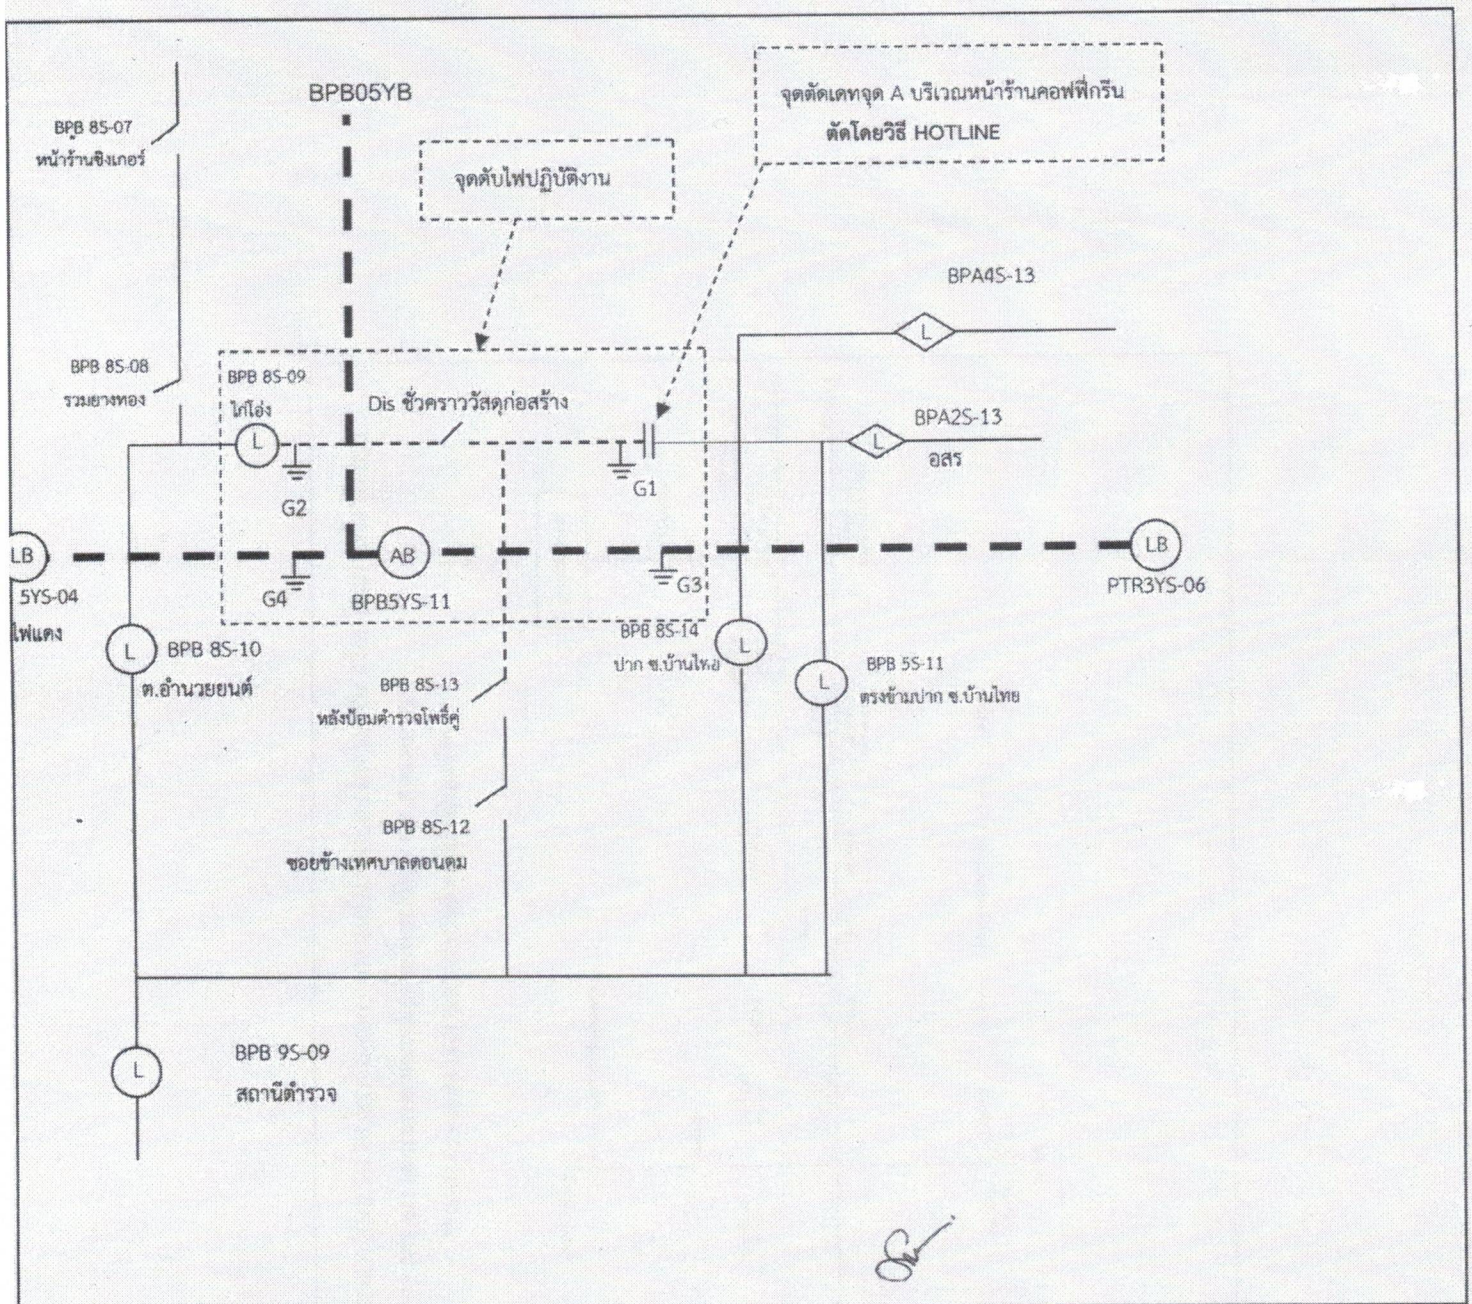 BPB05YB
จุดตัดเดทจุด A บริเวณหน้าร้านคอฟฟี่กรีน
ตัดโดยวิธี HOTLINE
BPB 8S-07
หน้าร้านซิงเกอร์
จุดดับไฟปฏิบัติงาน
BPA4S-13
L
BPB 8S-08
รวมยางทอง
BPB 8S-09
ไก่โอ่ง
L
Dis ชั่วคราววัสดุก่อสร้าง
BPA2S-13
L
อสร
G2
G1
LB
5YS-04
ไฟแดง
G4
AB
BPB5YS-11
G3
LB
PTR3YS-06
L
BPB 8S-10
ต.อำนวยยนต์
BPB 8S-14
ปาก ซ.บ้านไทย
L
BPB 8S-13
หลังป้อมตำรวจโพธิ์คู่
L
BPB 5S-11
ตรงข้ามปาก ซ.บ้านไทย
BPB 8S-12
ซอยข้างเทศบาลดอนตม
L
BPB 9S-09
สถานีตำรวจ